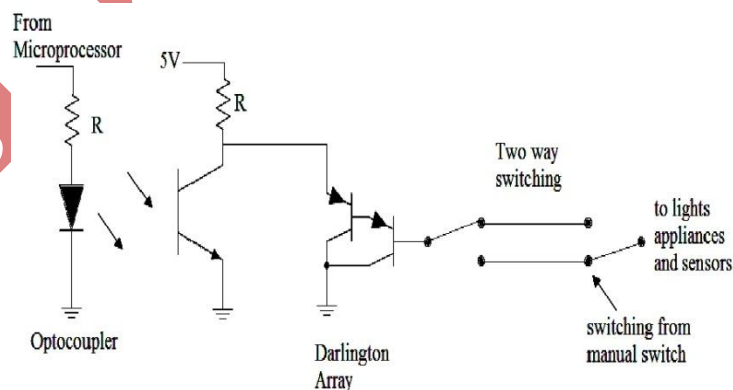 From
Microprocessor
R
5V
R
Optocoupler
Darlington
Array
Two way
switching
to lights
appliances
and sensors
switching from
manual switch